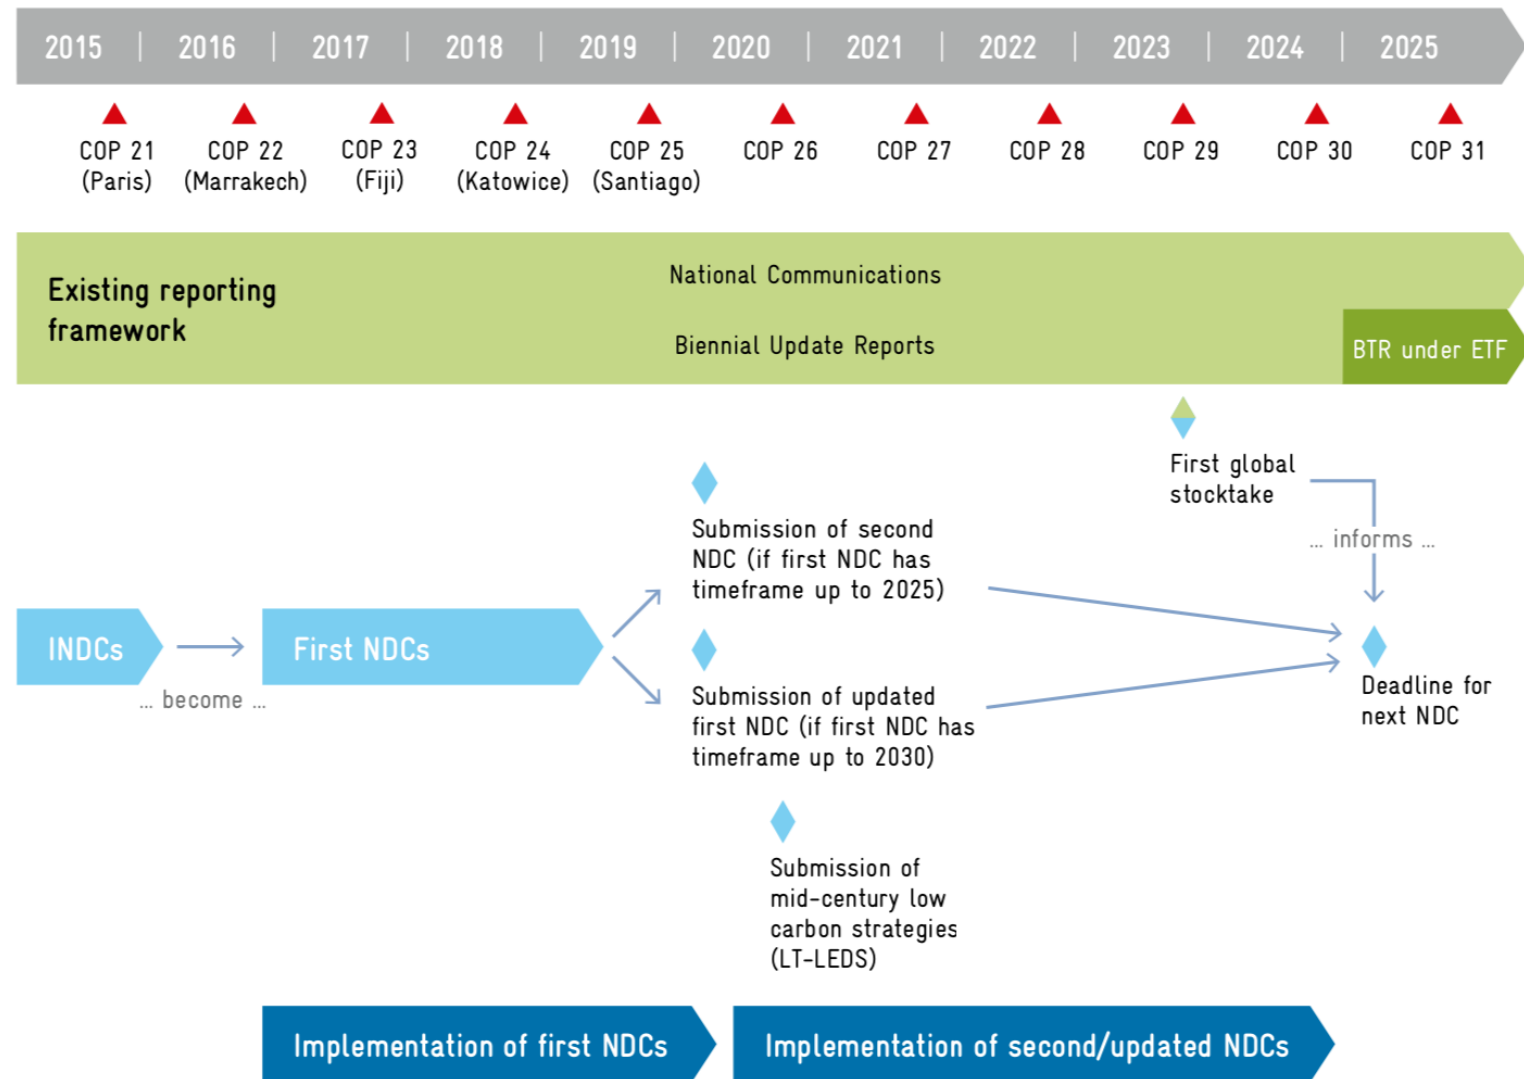 2015 | 2016 | 2017 | 2018 | 2019 | 2020 | 2021 | 2022 | 2023 | 2024 | 2025
COP 21
(Paris)
COP 22
(Marrakech)
COP 23
(Fiji)
COP 24
(Katowice)
COP 25
(Santiago)
COP 26
COP 27
COP 28
COP 29
COP 30
COP 31
Existing reporting
framework
National Communications
Biennial Update Reports
BTR under ETF
First global
stocktake
... informs ...
Submission of second
NDC (if first NDC has
timeframe up to 2025)
INDCs
... become ...
First NDCs
Submission of updated
first NDC (if first NDC has
timeframe up to 2030)
Deadline for
next NDC
Submission of
mid-century low
carbon strategies
(LT-LEDS)
Implementation of first NDCs
Implementation of second/updated NDCs